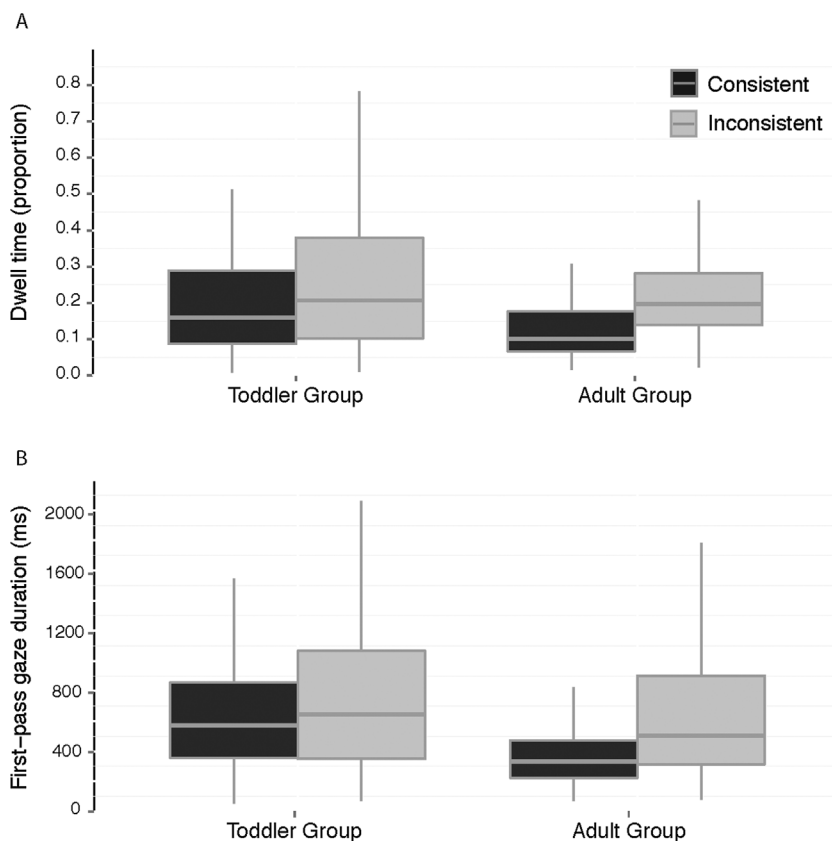 A
Dwell time (proportion)
0.8
0.7
0.6
0.5
0.4
0.3
0.2
0.1
0.0
Consistent
Inconsistent
Toddler Group
Adult Group
B
First−pass gaze duration (ms)
2000
1600
1200
800
400
0
Toddler Group
Adult Group